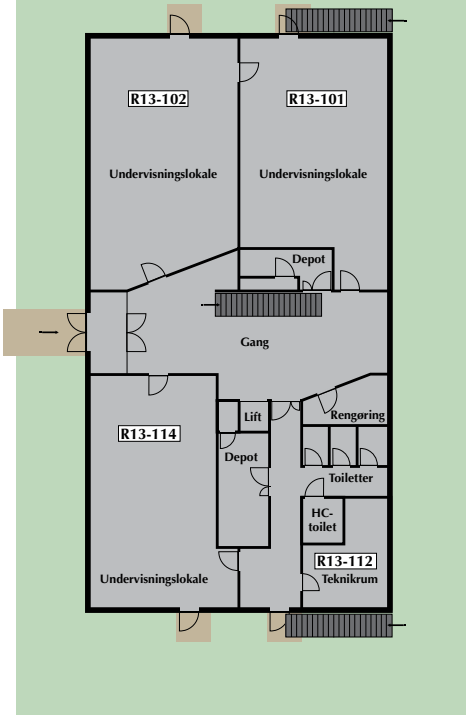 R13-102
R13-101
Undervisningslokale
Undervisningslokale
Depot
Gang
Lift
Rengøring
R13-114
Depot
Toiletter
HC-
toilet
R13-112
Undervisningslokale
Teknikrum